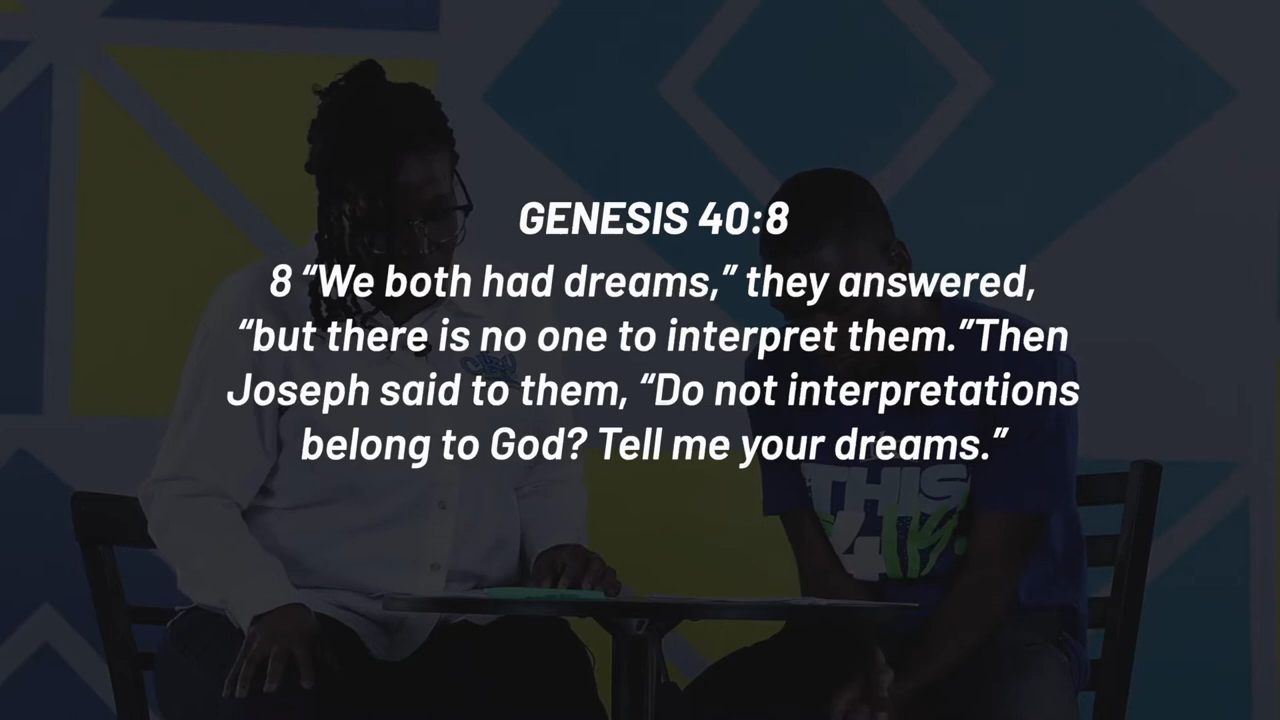 GENESIS 40:8
8 “We both had dreams,” they answered,
“but there is no one to interpret them.”Then
Joseph said to them, “Do not interpretations
belong to God? Tell me your dreams.”
THIS